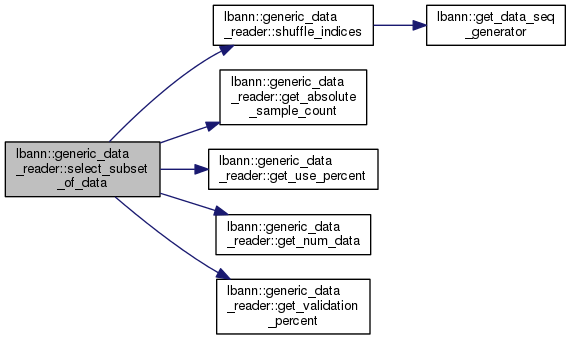 lbann::generic_data
_reader::select_subset
_of_data
lbann::generic_data
_reader::shuffle_indices
lbann::get_data_seq
_generator
lbann::generic_data
_reader::get_absolute
_sample_count
lbann::generic_data
_reader::get_use_percent
lbann::generic_data
_reader::get_num_data
lbann::generic_data
_reader::get_validation
_percent